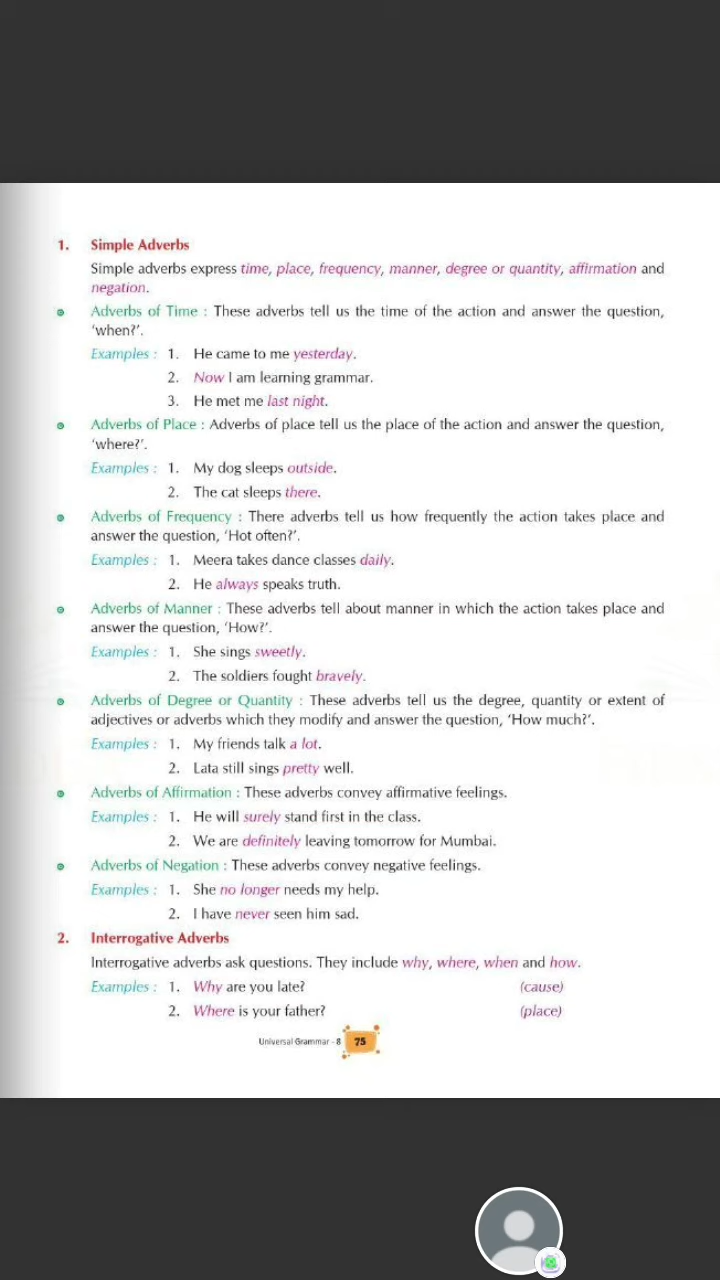 1. Simple Adverbs
Simple adverbs express time, place, frequency, manner, degree or quantity, affirmation and
negation.
Adverbs of Time : These adverbs tell us the time of the action and answer the question,
‘when?’.
Examples : 1. He came to me yesterday.
2. Now I am learning grammar.
3. He met me last night.
Adverbs of Place : Adverbs of place tell us the place of the action and answer the question,
‘where?’.
Examples : 1. My dog sleeps outside.
2. The cat sleeps there.
Adverbs of Frequency : There adverbs tell us how frequently the action takes place and
answer the question, ‘Hot often?’.
Examples : 1. Meera takes dance classes daily.
2. He always speaks truth.
Adverbs of Manner : These adverbs tell about manner in which the action takes place and
answer the question, ‘How?’.
Examples : 1. She sings sweetly.
2. The soldiers fought bravely.
Adverbs of Degree or Quantity : These adverbs tell us the degree, quantity or extent of
adjectives or adverbs which they modify and answer the question, ‘How much?’.
Examples : 1. My friends talk a lot.
2. Lata still sings pretty well.
Adverbs of Affirmation : These adverbs convey affirmative feelings.
Examples : 1. He will surely stand first in the class.
2. We are definitely leaving tomorrow for Mumbai.
Adverbs of Negation : These adverbs convey negative feelings.
Examples : 1. She no longer needs my help.
2. I have never seen him sad.
2. Interrogative Adverbs
Interrogative adverbs ask questions. They include why, where, when and how.
Examples : 1. Why are you late? (cause)
2. Where is your father? (place)
Universal Grammar - 8 75